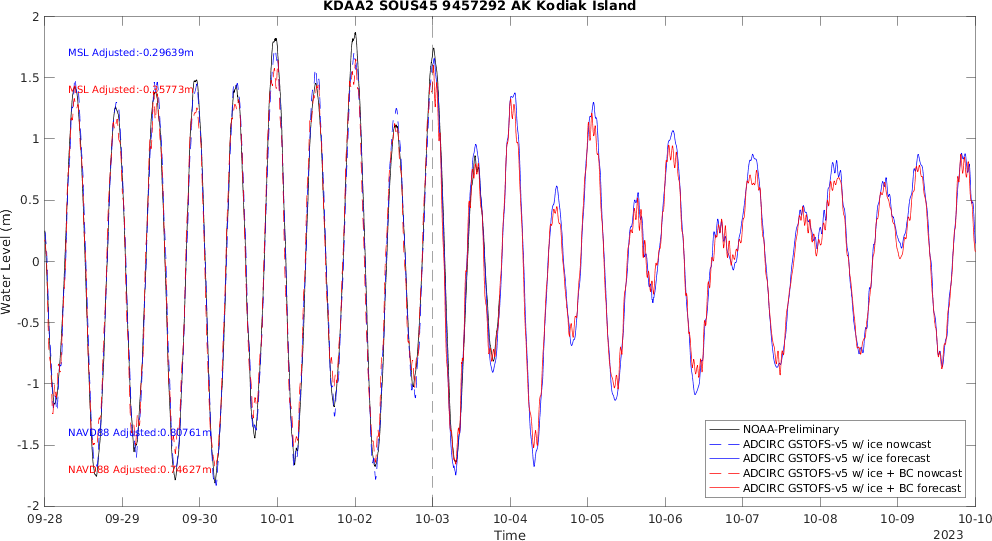 KDAA2 SOUS45 9457292 AK Kodiak Island
Water Level (m)
2
1.5
1
0.5
0
-0.5
-1
-1.5
-2
MSL Adjusted:-0.29639m
MSL Adjusted:-0.35773m
NAVD88 Adjusted:0.80761m
NAVD88 Adjusted:0.74627m
NOAA-Preliminary
ADCIRC GSTOFS-v5 w/ ice nowcast
ADCIRC GSTOFS-v5 w/ ice forecast
ADCIRC GSTOFS-v5 w/ ice + BC nowcast
ADCIRC GSTOFS-v5 w/ ice + BC forecast
09-28 09-29 09-30 10-01 10-02 10-03 10-04 10-05 10-06 10-07 10-08 10-09 10-10
Time
2023